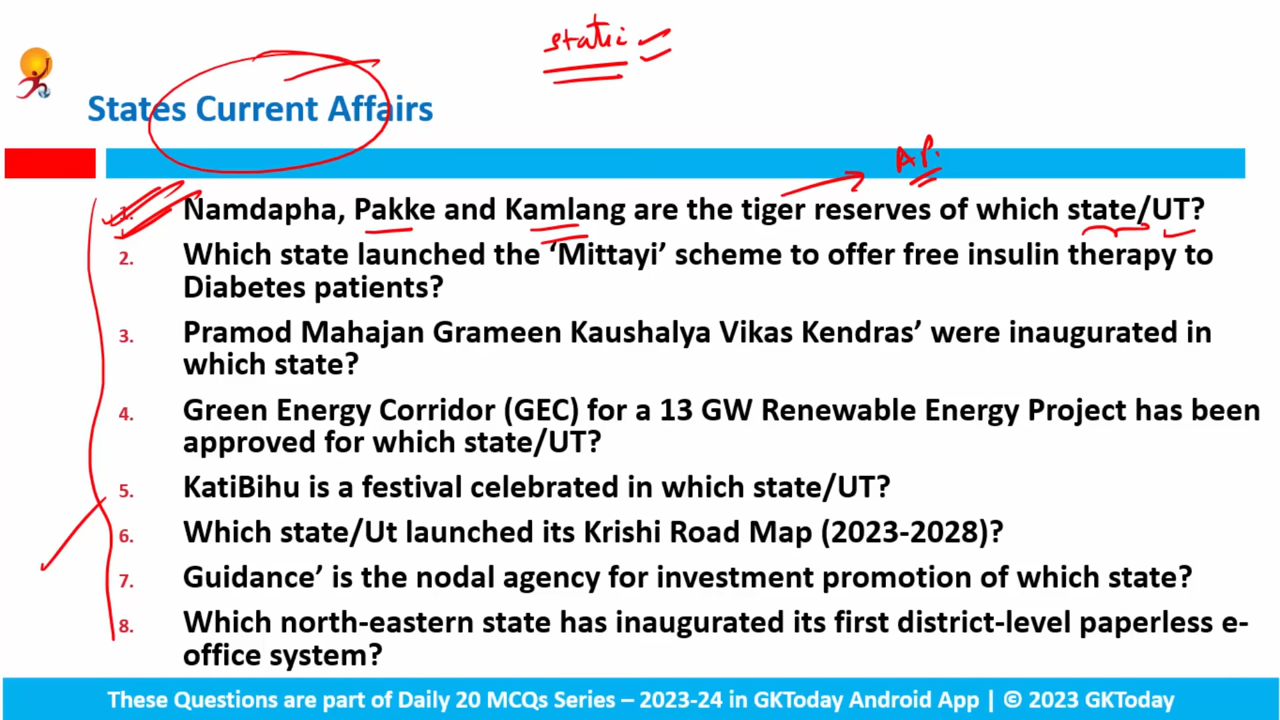 static
States Current Affairs
A.P.
1. Namdapha, Pakke and Kamlang are the tiger reserves of which state/UT?
2. Which state launched the ‘Mittayi’ scheme to offer free insulin therapy to
Diabetes patients?
3. Pramod Mahajan Grameen Kaushalya Vikas Kendras’ were inaugurated in
which state?
4. Green Energy Corridor (GEC) for a 13 GW Renewable Energy Project has been
approved for which state/UT?
5. KatiBihu is a festival celebrated in which state/UT?
6. Which state/Ut launched its Krishi Road Map (2023-2028)?
7. Guidance’ is the nodal agency for investment promotion of which state?
8. Which north-eastern state has inaugurated its first district-level paperless e-
office system?
These Questions are part of Daily 20 MCQs Series – 2023-24 in GKToday Android App | © 2023 GKToday